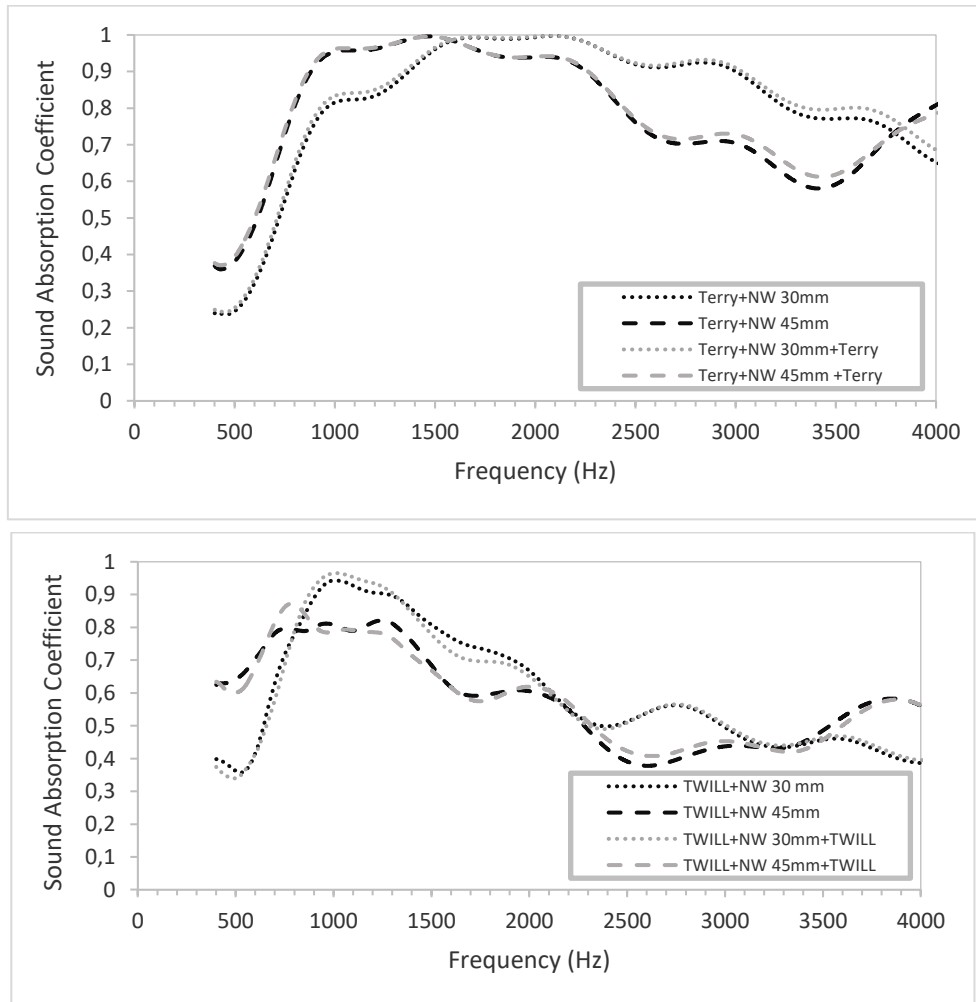 Sound Absorption Coefficient
1
0,9
0,8
0,7
0,6
0,5
0,4
0,3
0,2
0,1
0
Terry+NW 30mm
Terry+NW 45mm
Terry+NW 30mm+Terry
Terry+NW 45mm +Terry
0 500 1000 1500 2000 2500 3000 3500 4000
Frequency (Hz)
Sound Absorption Coefficient
1
0,9
0,8
0,7
0,6
0,5
0,4
0,3
0,2
0,1
0
TWILL+NW 30 mm
TWILL+NW 45mm
TWILL+NW 30mm+TWILL
TWILL+NW 45mm+TWILL
0 500 1000 1500 2000 2500 3000 3500 4000
Frequency (Hz)